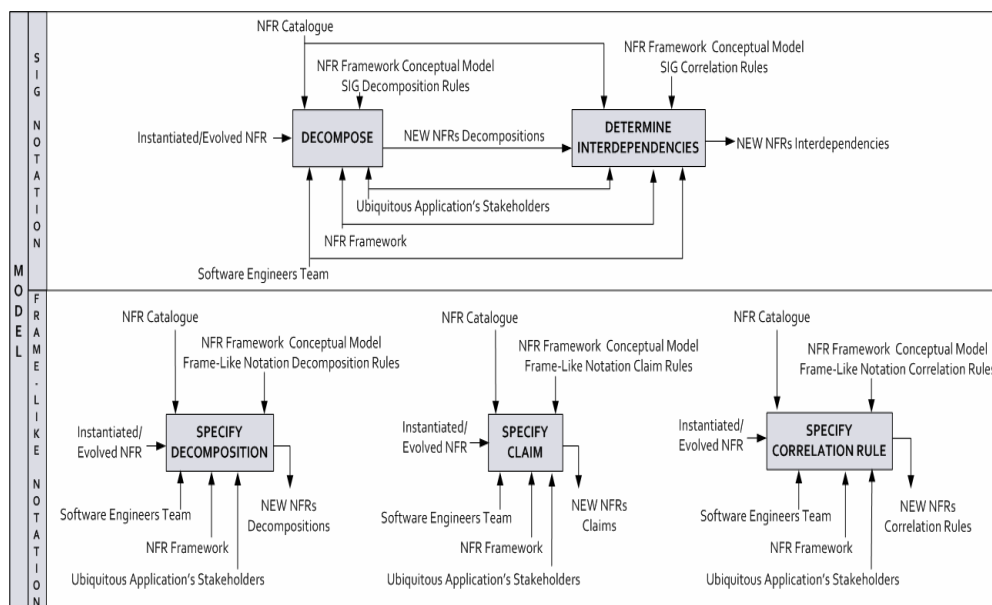 MODEL
SIG NOTATION
NFR Catalogue
NFR Framework Conceptual Model
SIG Decomposition Rules
NFR Framework Conceptual Model
SIG Correlation Rules
Instantiated/Evolved NFR
DECOMPOSE
NEW NFRs Decompositions
DETERMINE
INTERDEPENDENCIES
NEW NFRs Interdependencies
Ubiquitous Application's Stakeholders
NFR Framework
Software Engineers Team
FRAME-LIKE NOTATION
NFR Catalogue
NFR Framework Conceptual Model
Frame-Like Notation Decomposition Rules
Instantiated/
Evolved NFR
SPECIFY
DECOMPOSITION
Software Engineers Team
NEW NFRs
Decompositions
NFR Framework
Ubiquitous Application's Stakeholders
NFR Catalogue
NFR Framework Conceptual Model
Frame-Like Notation Claim Rules
Instantiated/
Evolved NFR
SPECIFY
CLAIM
Software Engineers Team
NEW NFRs
Claims
NFR Framework
Ubiquitous Application's Stakeholders
NFR Catalogue
NFR Framework Conceptual Model
Frame-Like Notation Correlation Rules
Instantiated/
Evolved NFR
SPECIFY
CORRELATION RULE
Software Engineers Team
NEW NFRs
Correlation Rules
NFR Framework
Ubiquitous Application's Stakeholders